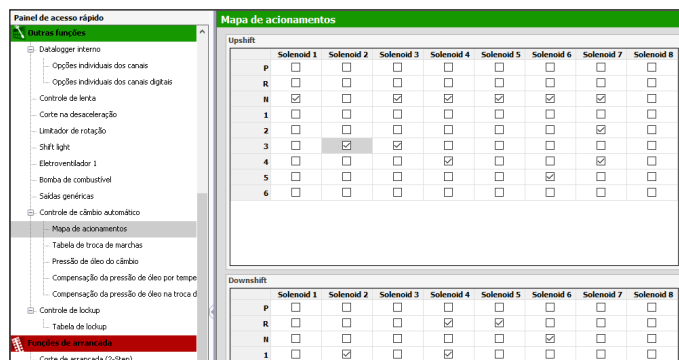 Painel de acesso rápido
Outras funções
Datalogger interno
Opções individuais dos canais
Opções individuais dos canais digitais
Controle de lenta
Corte na desaceleração
Limitador de rotação
Shift light
Eletroventilador 1
Bomba de combustível
Saídas genéricas
Controle de câmbio automático
Mapa de acionamentos
Tabela de troca de marchas
Pressão de óleo do câmbio
Compensação da pressão de óleo por tempe
Compensação da pressão de óleo na troca d
Controle de lockup
Tabela de lockup
Funções de arrancada
Corte de arrancada (2-Step)
Mapa de acionamentos
Upshift
Solenoid 1 Solenoid 2 Solenoid 3 Solenoid 4 Solenoid 5 Solenoid 6 Solenoid 7 Solenoid 8
P
R
N
1
2
3
4
5
6
Downshift
Solenoid 1 Solenoid 2 Solenoid 3 Solenoid 4 Solenoid 5 Solenoid 6 Solenoid 7 Solenoid 8
P
R
N
1